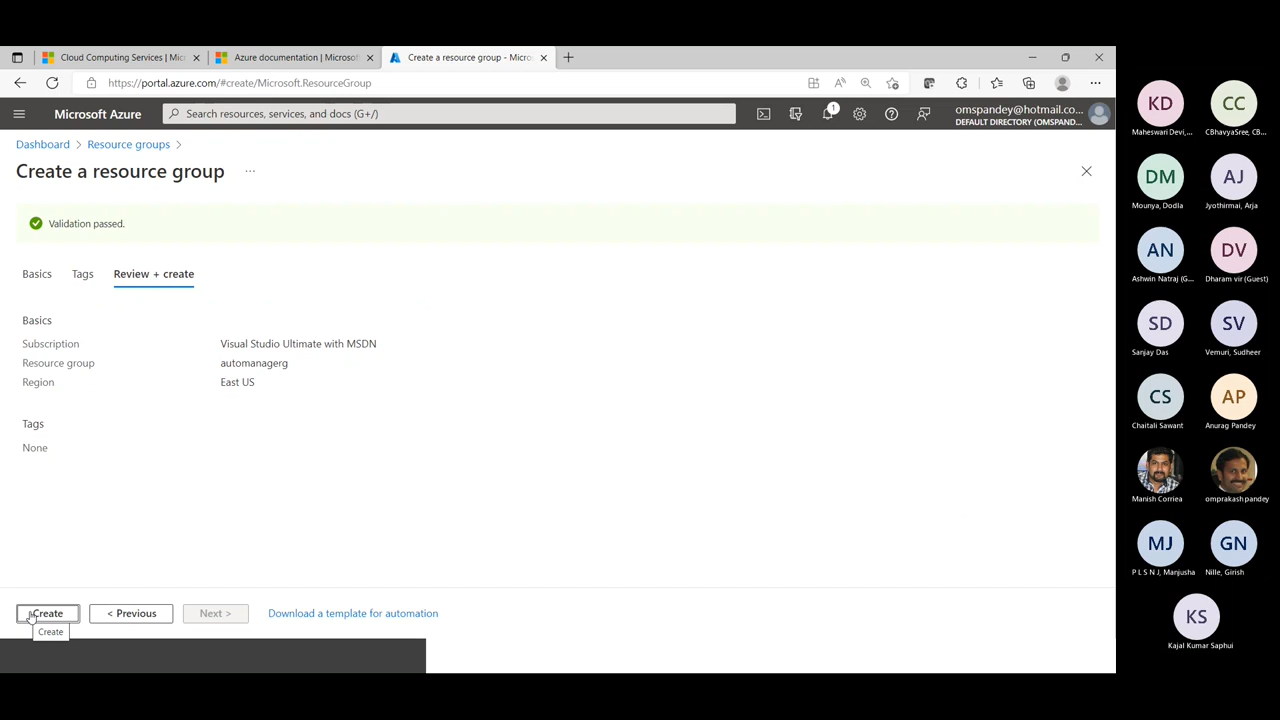 Cloud Computing Services | Mic
Azure documentation | Microsof
Create a resource group - Micro
https://portal.azure.com/#create/Microsoft.ResourceGroup
Microsoft Azure
Search resources, services, and docs (G+/)
1
omspandey@hotmail.co...
DEFAULT DIRECTORY (OMSPAND...
Dashboard > Resource groups >
Create a resource group ...
Validation passed.
Basics Tags Review + create
Basics
Subscription Visual Studio Ultimate with MSDN
Resource group automanagerg
Region East US
Tags
None
Create < Previous Next > Download a template for automation
Create
KD CC
Maheswari Devi,... CBhavyaSree, CB...
DM AJ
Mounya, Dodla Jyothirmai, Arja
AN DV
Ashwin Natraj (G... Dharam vir (Guest)
SD SV
Sanjay Das Vemuri, Sudheer
CS AP
Chaitali Sawant Anurag Pandey
Manish Corriea omprakash pandey
MJ GN
P L S N J, Manjusha Nille, Girish
KS
Kajal Kumar Saphui